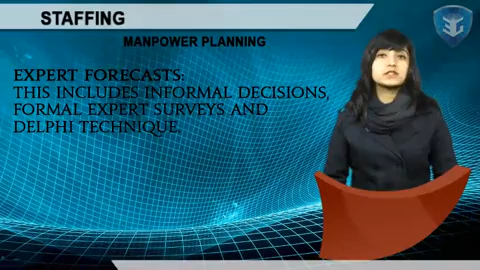 STAFFING
MANPOWER PLANNING
EXPERT FORECASTS:
THIS INCLUDES INFORMAL DECISIONS,
FORMAL EXPERT SURVEYS AND
DELPHI TECHNIQUE.